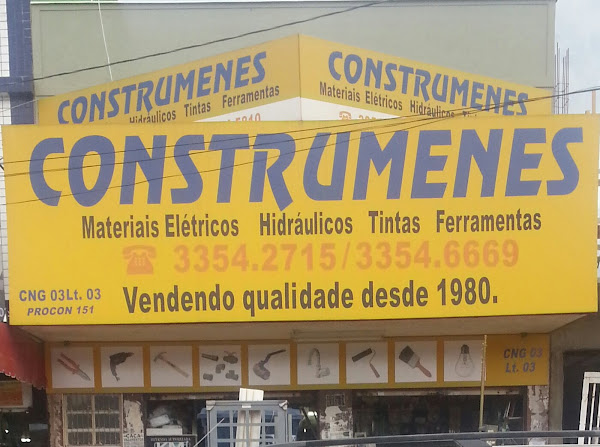 CONSTRUMENES
Hidráulicos Tintas Ferramentas
CONSTRUMENES
Materiais Elétricos Hidráulicos
CONSTRUMENES
Materiais Elétricos Hidráulicos Tintas Ferramentas
☎ 3354.2715/3354.6669
CNG 03Lt. 03
PROCON 151
Vendendo qualidade desde 1980.
CNG 03
Lt. 03